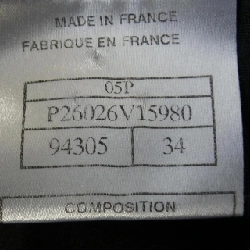 MADE IN FRANCE
FABRIQUE EN FRANCE
05P
P26026V15980
94305 34
COMPOSITION